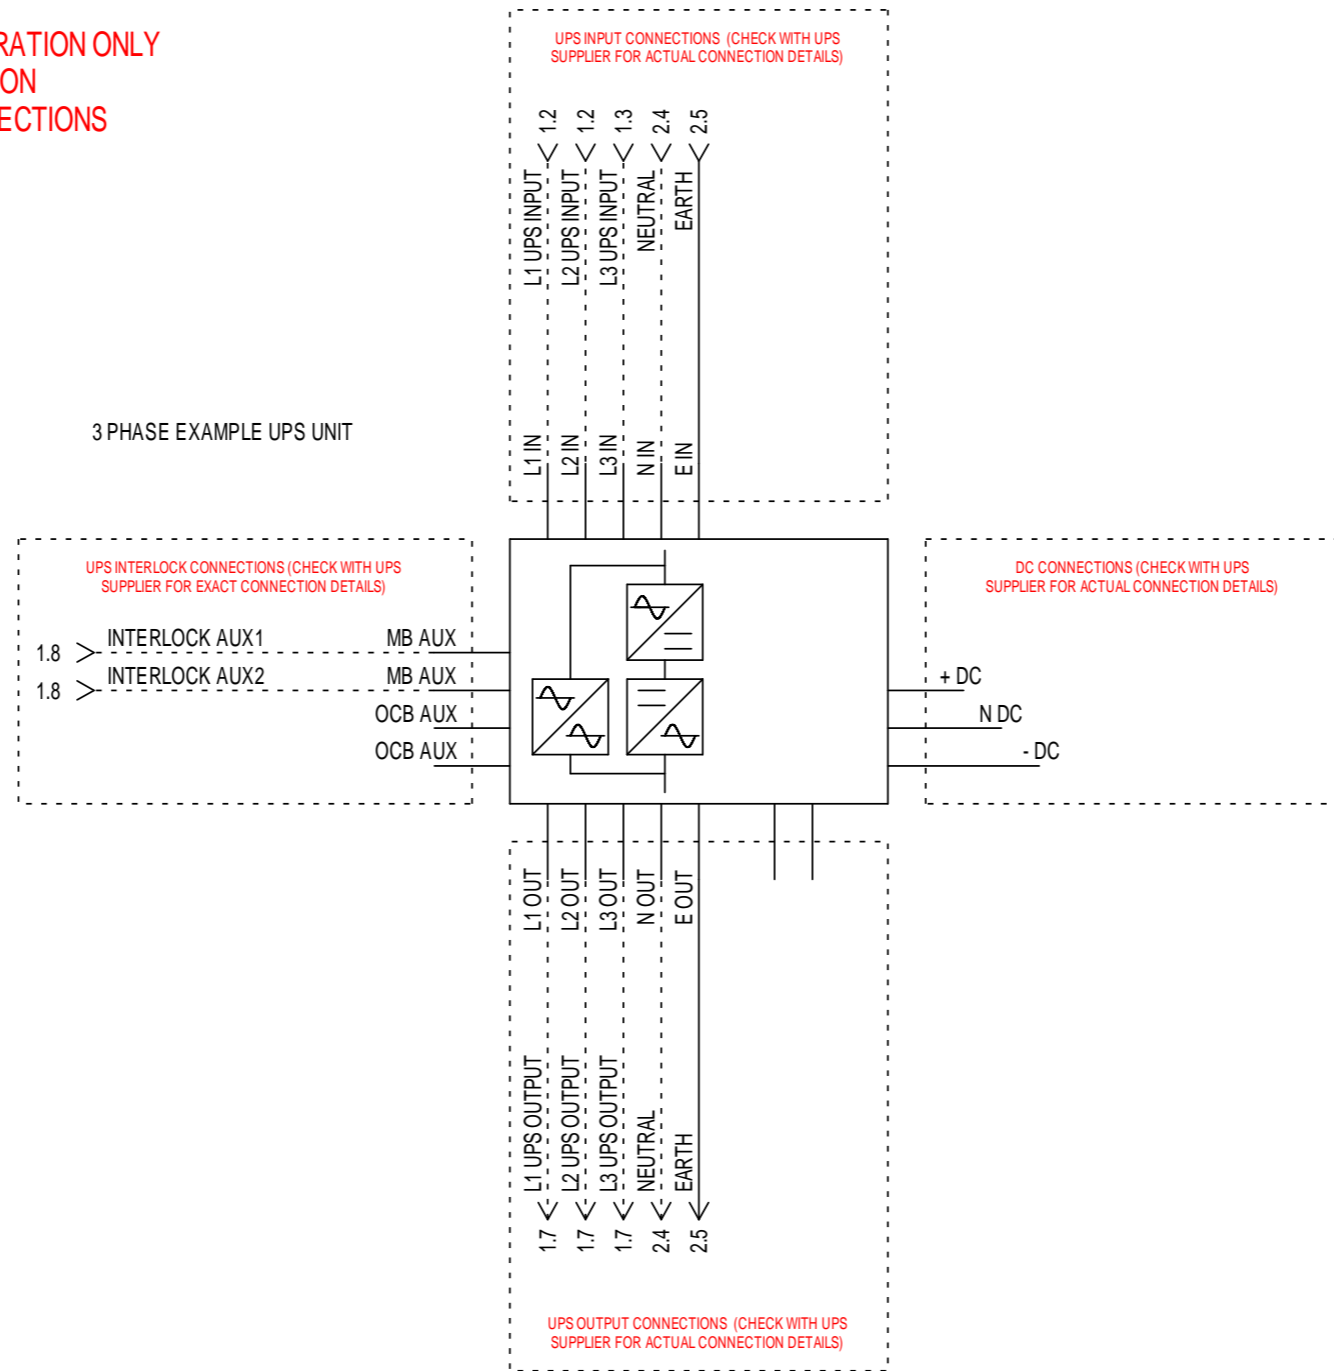 RATION ONLY
ON
ECTIONS
UPS INPUT CONNECTIONS (CHECK WITH UPS
SUPPLIER FOR ACTUAL CONNECTION DETAILS)
1.2
1.2
1.3
2.4
2.5
L1 UPS INPUT
L2 UPS INPUT
L3 UPS INPUT
NEUTRAL
EARTH
3 PHASE EXAMPLE UPS UNIT
L1 IN
L2 IN
L3 IN
N IN
E IN
UPS INTERLOCK CONNECTIONS (CHECK WITH UPS
SUPPLIER FOR EXACT CONNECTION DETAILS)
1.8 INTERLOCK AUX1 MB AUX
1.8 INTERLOCK AUX2 MB AUX
OCB AUX
OCB AUX
DC CONNECTIONS (CHECK WITH UPS
SUPPLIER FOR ACTUAL CONNECTION DETAILS)
+ DC
N DC
- DC
L1 OUT
L2 OUT
L3 OUT
N OUT
E OUT
L1 UPS OUTPUT
L2 UPS OUTPUT
L3 UPS OUTPUT
NEUTRAL
EARTH
1.7
1.7
1.7
2.4
2.5
UPS OUTPUT CONNECTIONS (CHECK WITH UPS
SUPPLIER FOR ACTUAL CONNECTION DETAILS)